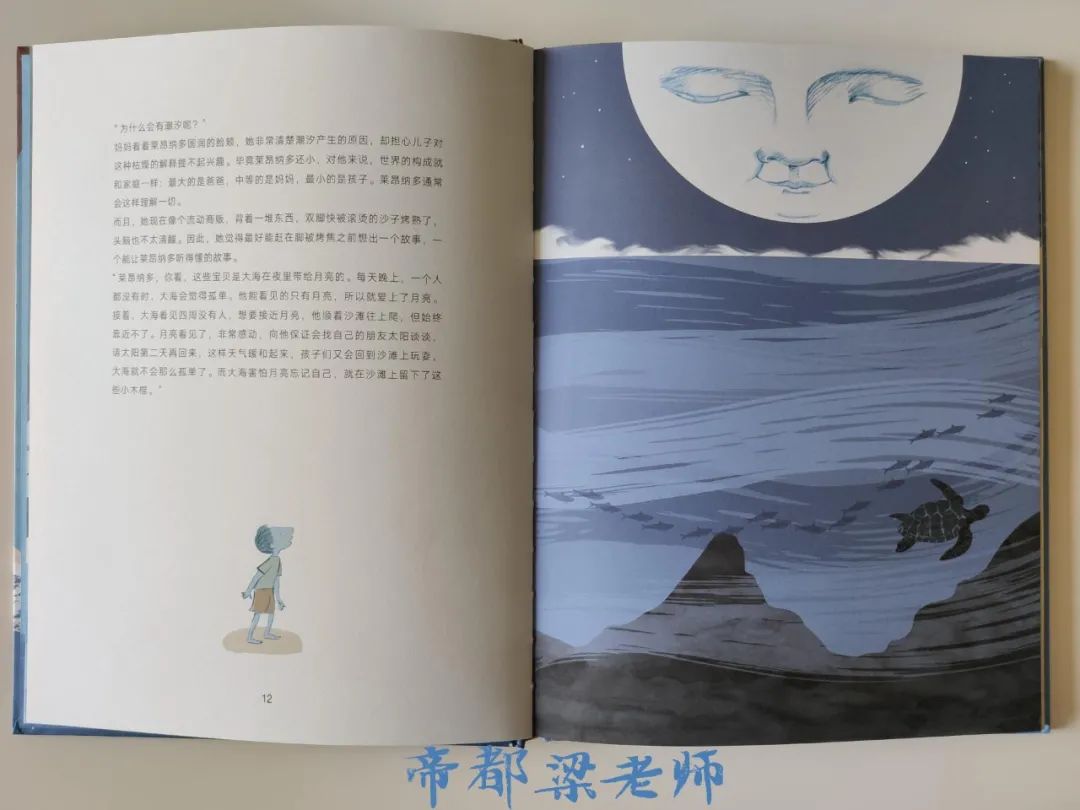 “为什么会有潮汐呢？”
妈妈看着莱昂纳多圆润的脸颊，她非常清楚潮汐产生的原因，却担心儿子对
这种枯燥的解释提不起兴趣。毕竟莱昂纳多还小，对他来说，世界的构成就
和家庭一样：最大的是爸爸，中等的是妈妈，最小的是孩子。莱昂纳多通常
会这样理解一切。
而且，她现在像个流动商贩，背着一堆东西，双脚快被滚烫的沙子烤熟了，
头脑也不太清醒。因此，她觉得最好能赶在脚被烤焦之前想出一个故事，一
个能让莱昂纳多听得懂的故事。
“莱昂纳多，你看，这些宝贝是大海在夜里带给月亮的。每天晚上，一个人
都没有时，大海会觉得孤单。他能看见的只有月亮，所以就爱上了月亮。
接着，大海看见四周没有人，想要接近月亮，他顺着沙滩往上爬，但始终
靠近不了。月亮看见了，非常感动，向他保证会找自己的朋友太阳谈谈，
请太阳第二天再回来，这样天气暖和起来，孩子们又会回到沙滩上玩耍，
大海就不会那么孤单了。而大海害怕月亮忘记自己，就在沙滩上留下了这
些小木棍。”
12
帝都梁老师